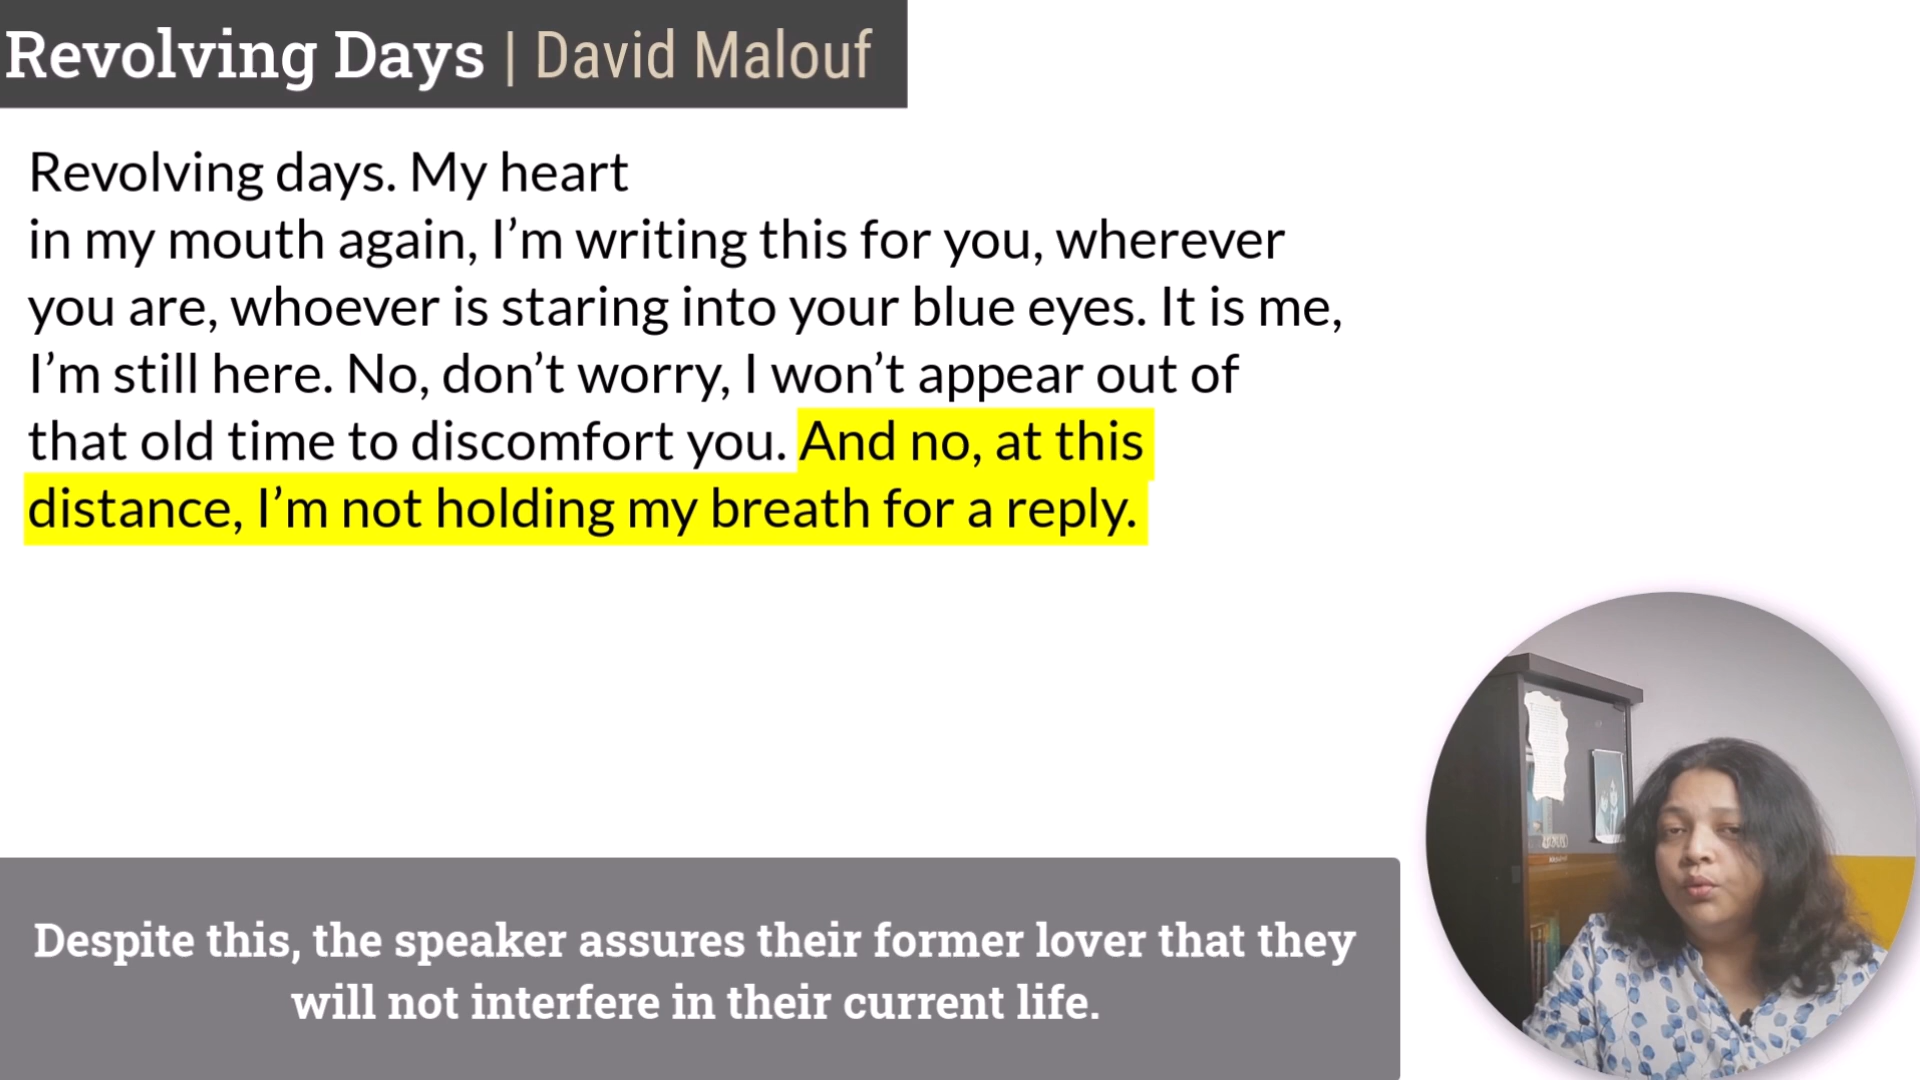 Revolving Days | David Malouf
Revolving days. My heart
in my mouth again, I’m writing this for you, wherever
you are, whoever is staring into your blue eyes. It is me,
I’m still here. No, don’t worry, I won’t appear out of
that old time to discomfort you. And no, at this
distance, I’m not holding my breath for a reply.
Despite this, the speaker assures their former lover that they
will not interfere in their current life.